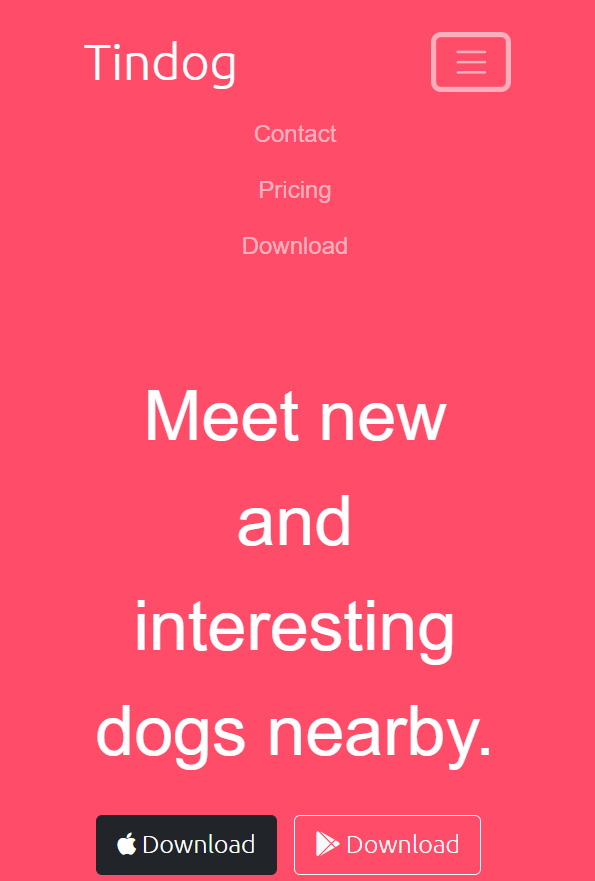 Tindog
Contact
Pricing
Download
Meet new
and
interesting
dogs nearby.
Download Download